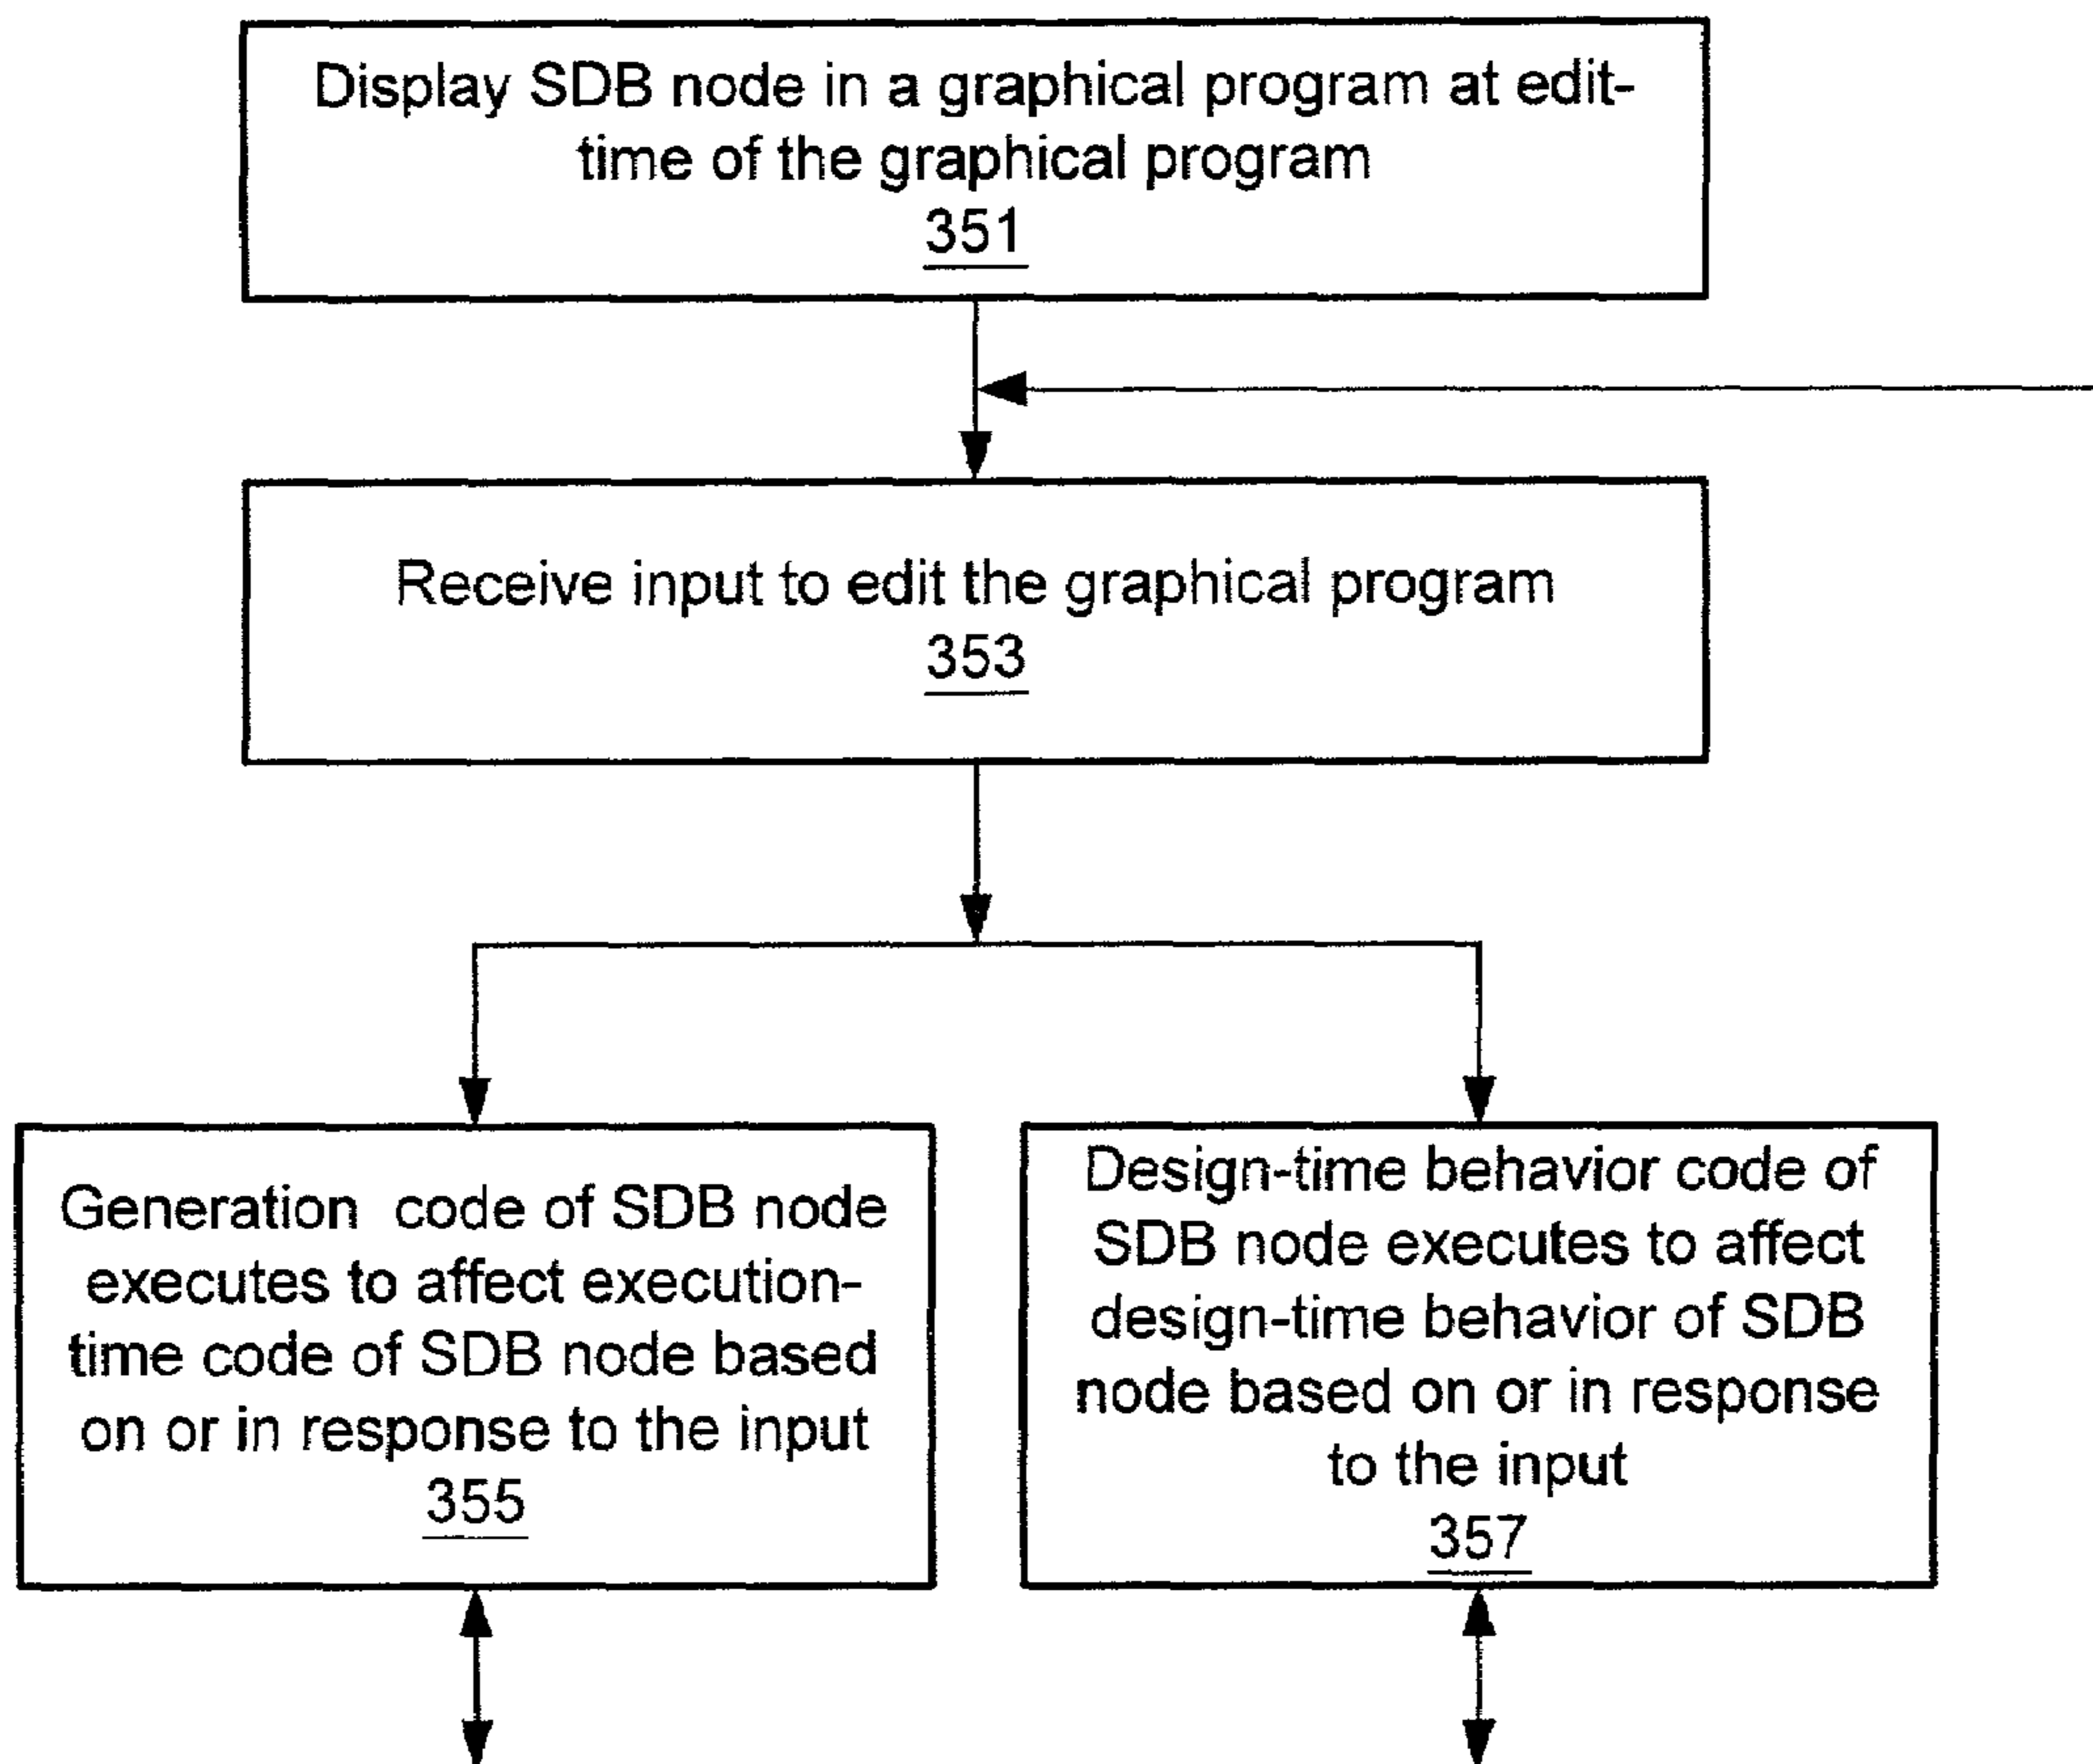 Display SDB node in a graphical program at edit-
time of the graphical program
351
Receive input to edit the graphical program
353
Generation code of SDB node
executes to affect execution-
time code of SDB node based
on or in response to the input
355
Design-time behavior code of
SDB node executes to affect
design-time behavior of SDB
node based on or in response
to the input
357